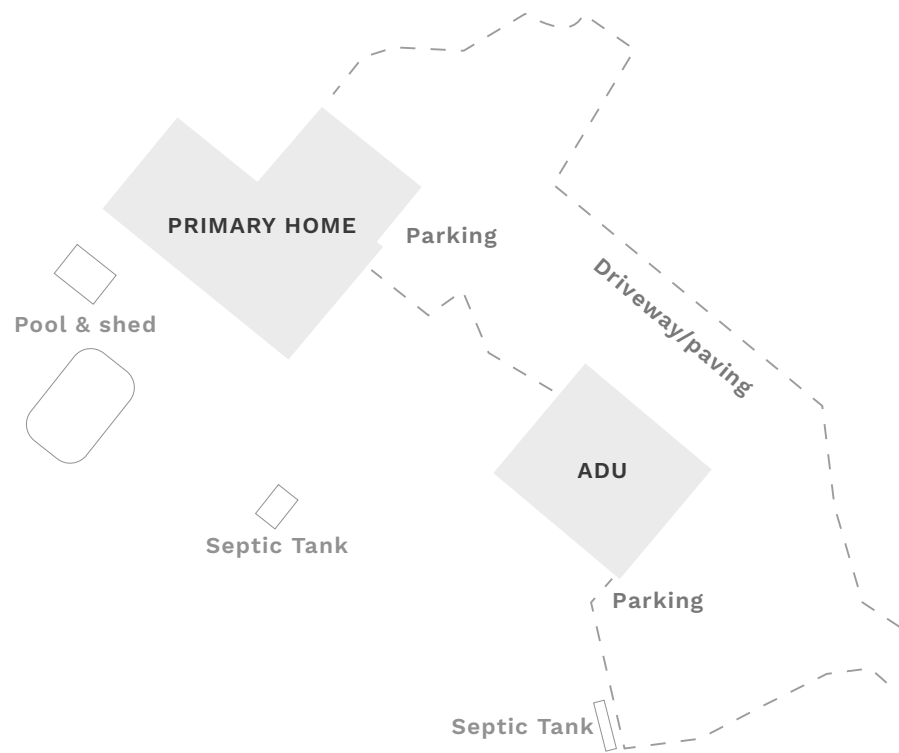 PRIMARY HOME
Parking
Driveway/paving
Pool & shed
ADU
Septic Tank
Parking
Septic Tank